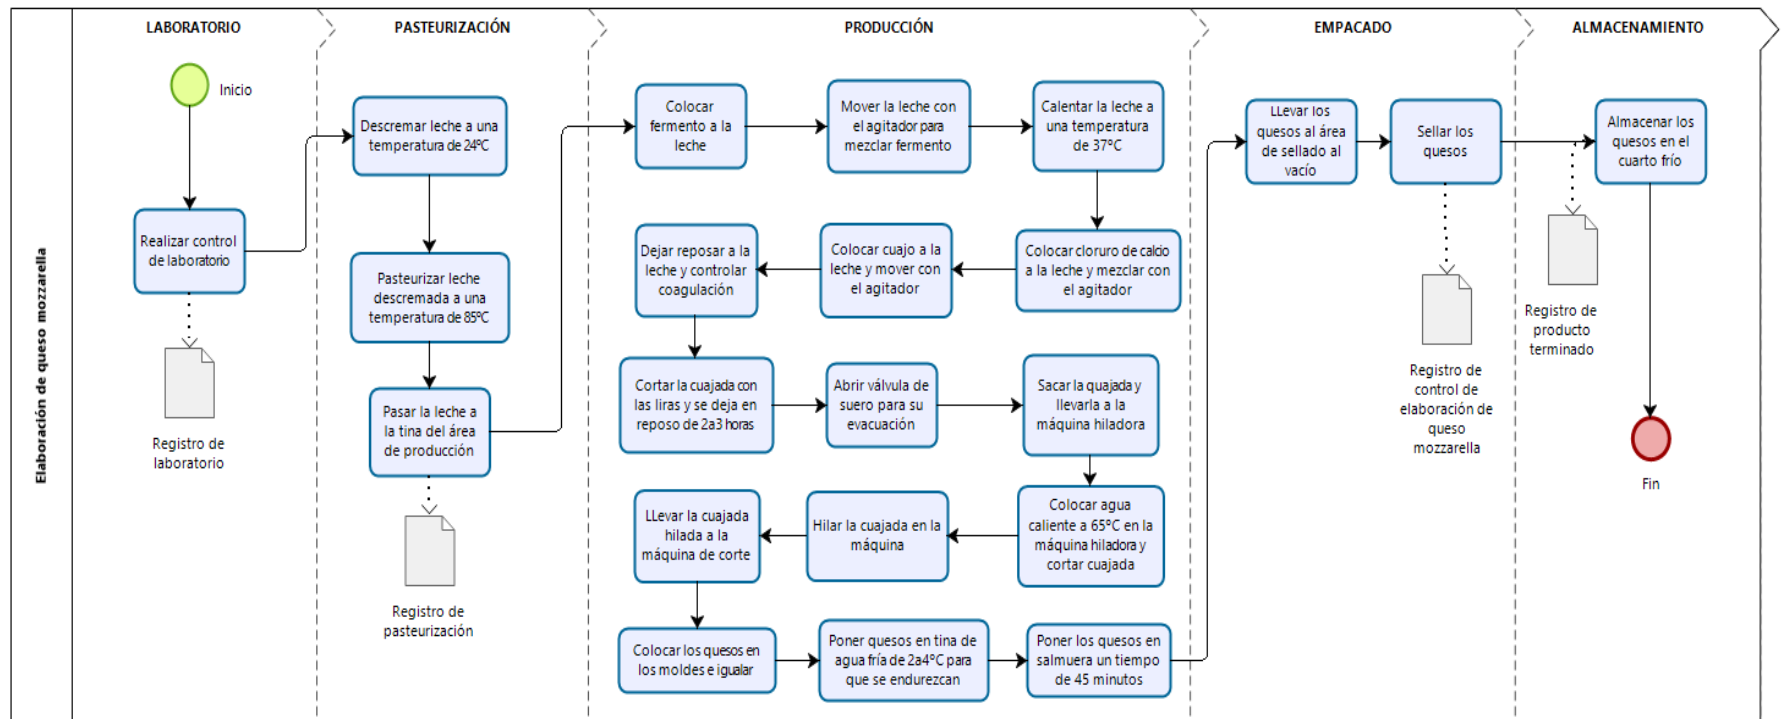 Elaboración de queso mozzarella
LABORATORIO
Inicio
Realizar control
de laboratorio
Registro de
laboratorio
PASTEURIZACIÓN
Descremar leche a una
temperatura de 24ºC
Pasteurizar leche
descremada a una
temperatura de 85ºC
Pasar la leche a
la tina del área
de producción
Registro de
pasteurización
PRODUCCIÓN
Colocar
fermento a la
leche
Mover la leche con
el agitador para
mezclar fermento
Calentar la leche a
una temperatura
de 37ºC
Colocar cloruro de calcio
a la leche y mezclar con
el agitador
Colocar cuajo a la
leche y mover con
el agitador
Dejar reposar a la
leche y controlar
coagulación
Cortar la cuajada con
las liras y se deja en
reposo de 2a3 horas
Abrir válvula de
suero para su
evacuación
Sacar la quajada y
llevarla a la
máquina hiladora
Colocar agua
caliente a 65ºC en la
máquina hiladora y
cortar cuajada
Hilar la cuajada en la
máquina
LLevar la cuajada
hilada a la
máquina de corte
Colocar los quesos en
los moldes e igualar
Poner quesos en tina de
agua fría de 2a4ºC para
que se endurezcan
Poner los quesos en
salmuera un tiempo
de 45 minutos
EMPACADO
LLevar los
quesos al área
de sellado al
vacío
Sellar los
quesos
Registro de
control de
elaboración de
queso
mozzarella
ALMACENAMIENTO
Almacenar los
quesos en el
cuarto frío
Registro de
producto
terminado
Fin